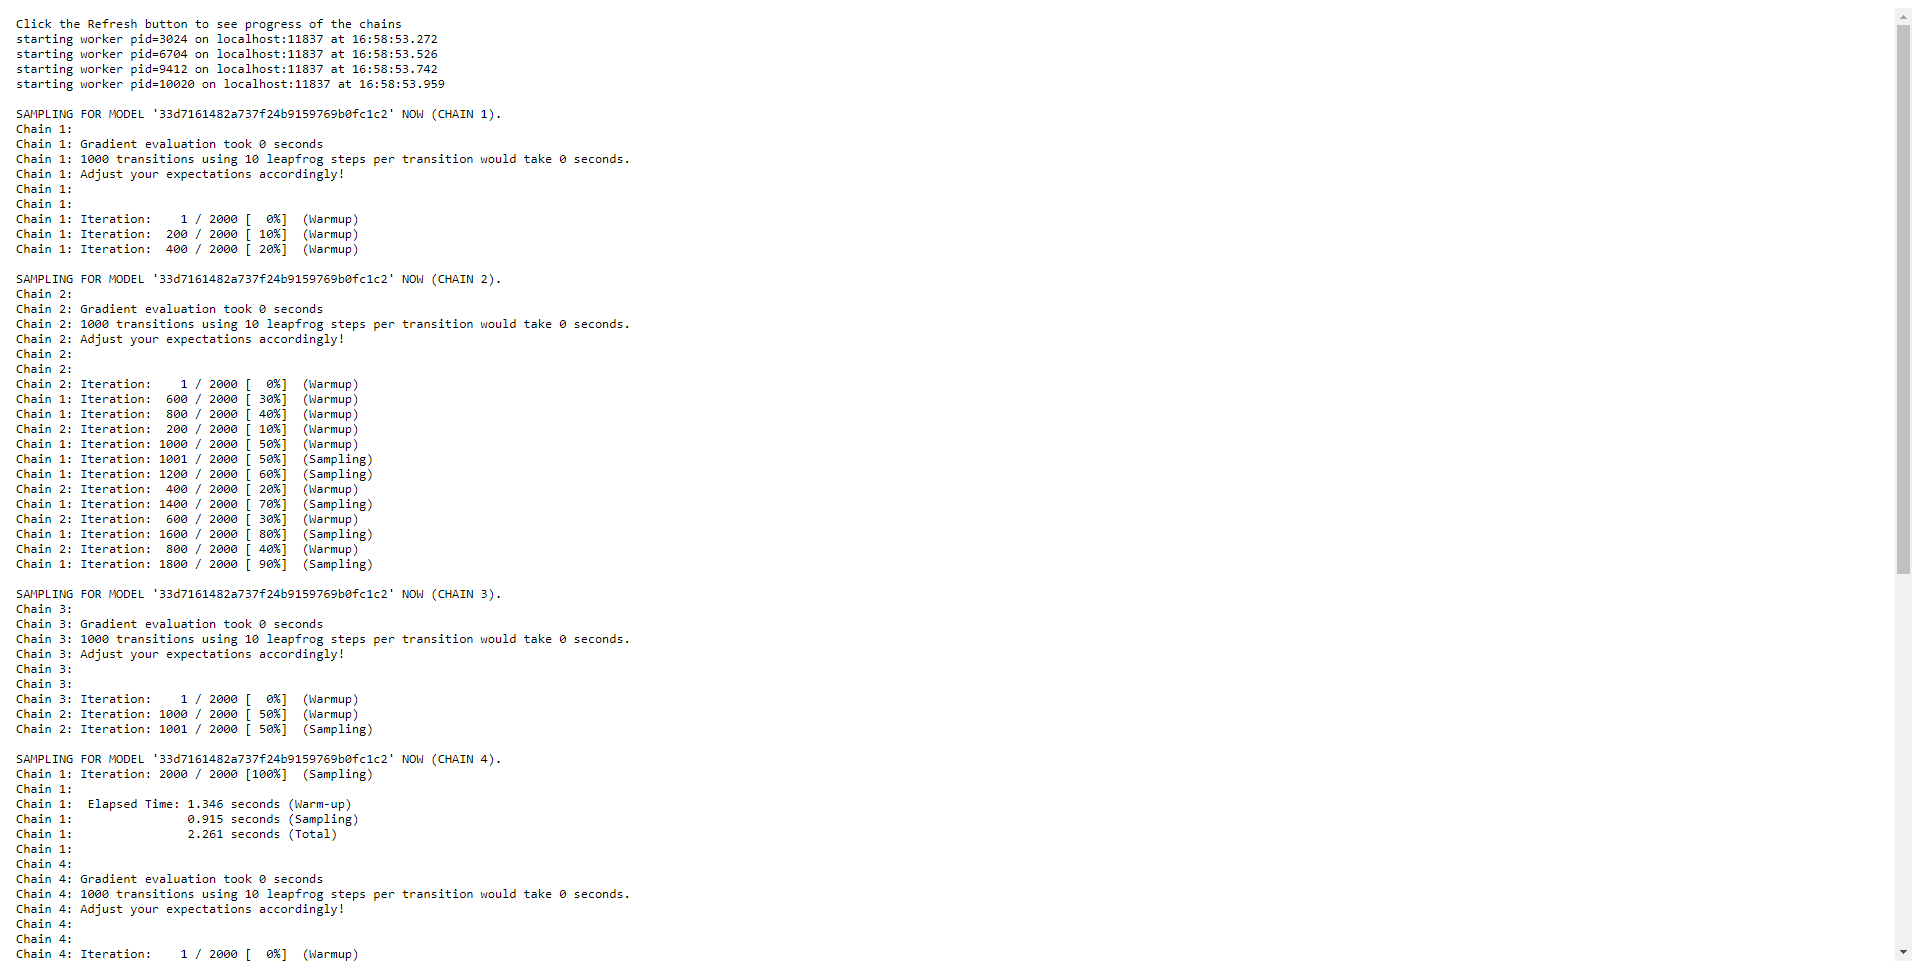 Click the Refresh button to see progress of the chains
starting worker pid=3024 on localhost:11837 at 16:58:53.272
starting worker pid=6704 on localhost:11837 at 16:58:53.526
starting worker pid=9412 on localhost:11837 at 16:58:53.742
starting worker pid=10020 on localhost:11837 at 16:58:53.959

SAMPLING FOR MODEL '33d7161482a737f24b9159769b0fc1c2' NOW (CHAIN 1).
Chain 1:
Chain 1: Gradient evaluation took 0 seconds
Chain 1: 1000 transitions using 10 leapfrog steps per transition would take 0 seconds.
Chain 1: Adjust your expectations accordingly!
Chain 1:
Chain 1:
Chain 1: Iteration:    1 / 2000 [  0%]  (Warmup)
Chain 1: Iteration:  200 / 2000 [ 10%]  (Warmup)
Chain 1: Iteration:  400 / 2000 [ 20%]  (Warmup)

SAMPLING FOR MODEL '33d7161482a737f24b9159769b0fc1c2' NOW (CHAIN 2).
Chain 2:
Chain 2: Gradient evaluation took 0 seconds
Chain 2: 1000 transitions using 10 leapfrog steps per transition would take 0 seconds.
Chain 2: Adjust your expectations accordingly!
Chain 2:
Chain 2:
Chain 2: Iteration:    1 / 2000 [  0%]  (Warmup)
Chain 1: Iteration:  600 / 2000 [ 30%]  (Warmup)
Chain 1: Iteration:  800 / 2000 [ 40%]  (Warmup)
Chain 2: Iteration:  200 / 2000 [ 10%]  (Warmup)
Chain 1: Iteration: 1000 / 2000 [ 50%]  (Warmup)
Chain 1: Iteration: 1001 / 2000 [ 50%]  (Sampling)
Chain 1: Iteration: 1200 / 2000 [ 60%]  (Sampling)
Chain 2: Iteration:  400 / 2000 [ 20%]  (Warmup)
Chain 1: Iteration: 1400 / 2000 [ 70%]  (Sampling)
Chain 2: Iteration:  600 / 2000 [ 30%]  (Warmup)
Chain 1: Iteration: 1600 / 2000 [ 80%]  (Sampling)
Chain 2: Iteration:  800 / 2000 [ 40%]  (Warmup)
Chain 1: Iteration: 1800 / 2000 [ 90%]  (Sampling)

SAMPLING FOR MODEL '33d7161482a737f24b9159769b0fc1c2' NOW (CHAIN 3).
Chain 3:
Chain 3: Gradient evaluation took 0 seconds
Chain 3: 1000 transitions using 10 leapfrog steps per transition would take 0 seconds.
Chain 3: Adjust your expectations accordingly!
Chain 3:
Chain 3:
Chain 3: Iteration:    1 / 2000 [  0%]  (Warmup)
Chain 2: Iteration: 1000 / 2000 [ 50%]  (Warmup)
Chain 2: Iteration: 1001 / 2000 [ 50%]  (Sampling)

SAMPLING FOR MODEL '33d7161482a737f24b9159769b0fc1c2' NOW (CHAIN 4).
Chain 1: Iteration: 2000 / 2000 [100%]  (Sampling)
Chain 1:
Chain 1:  Elapsed Time: 1.346 seconds (Warm-up)
Chain 1:                0.915 seconds (Sampling)
Chain 1:                2.261 seconds (Total)
Chain 1:
Chain 4:
Chain 4: Gradient evaluation took 0 seconds
Chain 4: 1000 transitions using 10 leapfrog steps per transition would take 0 seconds.
Chain 4: Adjust your expectations accordingly!
Chain 4:
Chain 4:
Chain 4: Iteration:    1 / 2000 [  0%]  (Warmup)